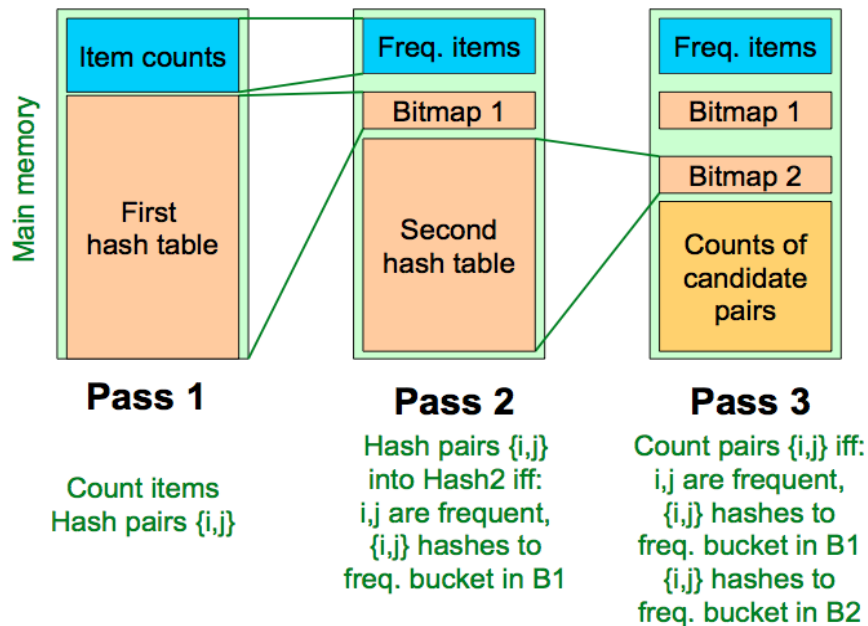 Main memory
Item counts
First
hash table
Pass 1
Count items
Hash pairs {i,j}
Freq. items
Bitmap 1
Second
hash table
Pass 2
Hash pairs {i,j}
into Hash2 iff:
i,j are frequent,
{i,j} hashes to
freq. bucket in B1
Freq. items
Bitmap 1
Bitmap 2
Counts of
candidate
pairs
Pass 3
Count pairs {i,j} iff:
i,j are frequent,
{i,j} hashes to
freq. bucket in B1
{i,j} hashes to
freq. bucket in B2